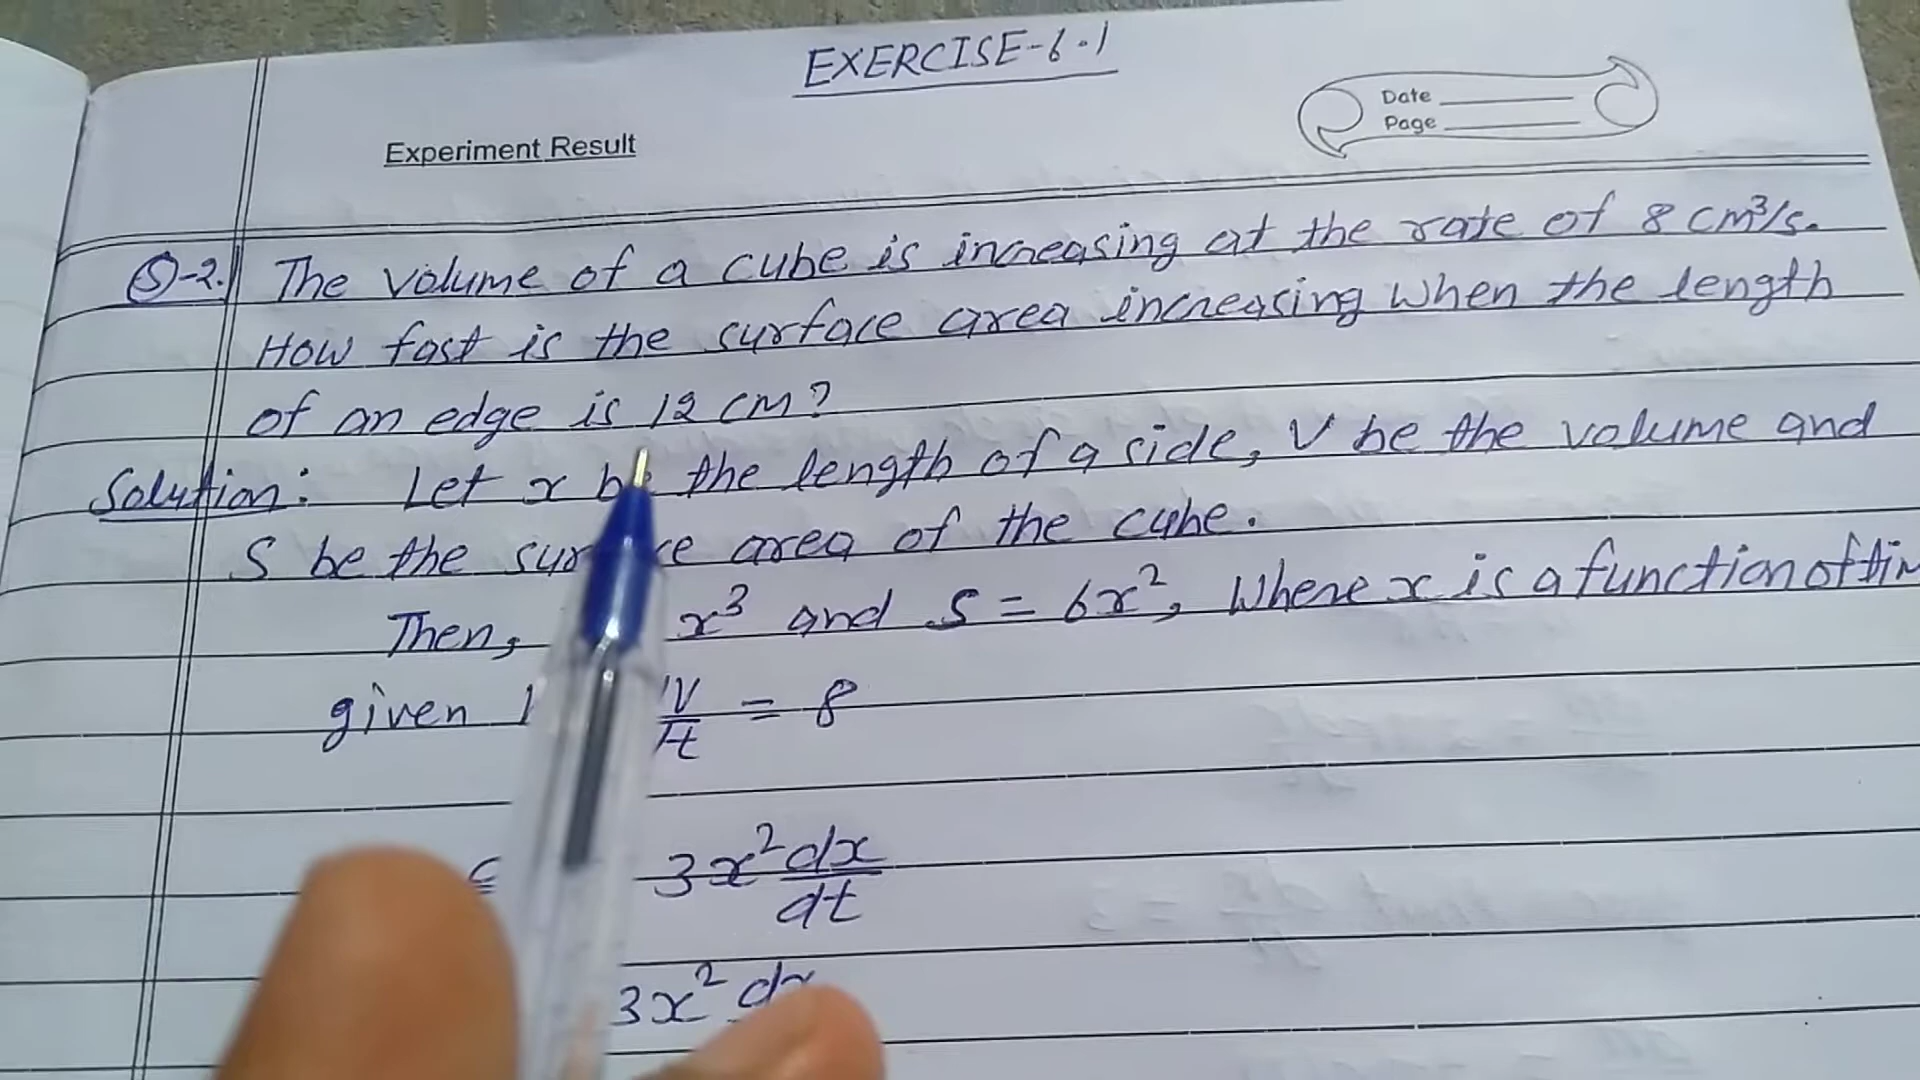 EXERCISE-6.1
Date
Page
Experiment Result
Q-2. The volume of a cube is increasing at the rate of 8 cm³/s.
How fast is the surface area increasing when the length
of an edge is 12 cm?
Solution: Let x be the length of a side, V be the volume and
S be the surface area of the cube.
Then, x³ and S = 6x², where x is a function of
given = 8
3x² dx/dt
3x²